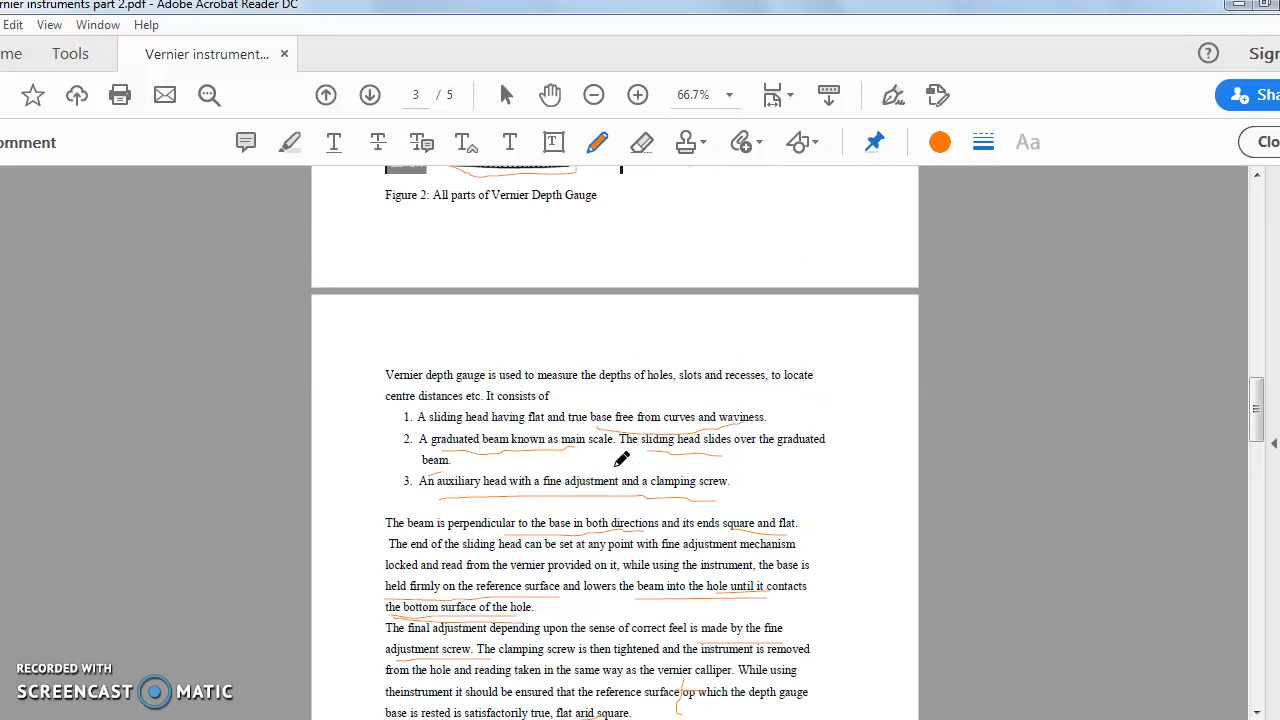 rnier instruments part 2.pdf - Adobe Acrobat Reader DC
Edit View Window Help
me Tools Vernier instrument... × ? Sign
3 / 5 66.7% Sha
omment T T T T T T Aa Clo
Figure 2: All parts of Vernier Depth Gauge
Vernier depth gauge is used to measure the depths of holes, slots and recesses, to locate
centre distances etc. It consists of
1. A sliding head having flat and true base free from curves and waviness.
2. A graduated beam known as main scale. The sliding head slides over the graduated
beam.
3. An auxiliary head with a fine adjustment and a clamping screw.
The beam is perpendicular to the base in both directions and its ends square and flat.
The end of the sliding head can be set at any point with fine adjustment mechanism
locked and read from the vernier provided on it, while using the instrument, the base is
held firmly on the reference surface and lowers the beam into the hole until it contacts
the bottom surface of the hole.
The final adjustment depending upon the sense of correct feel is made by the fine
adjustment screw. The clamping screw is then tightened and the instrument is removed
from the hole and reading taken in the same way as the vernier calliper. While using
theinstrument it should be ensured that the reference surface op which the depth gauge
base is rested is satisfactorily true, flat arid square.
RECORDED WITH
SCREENCAST MATIC